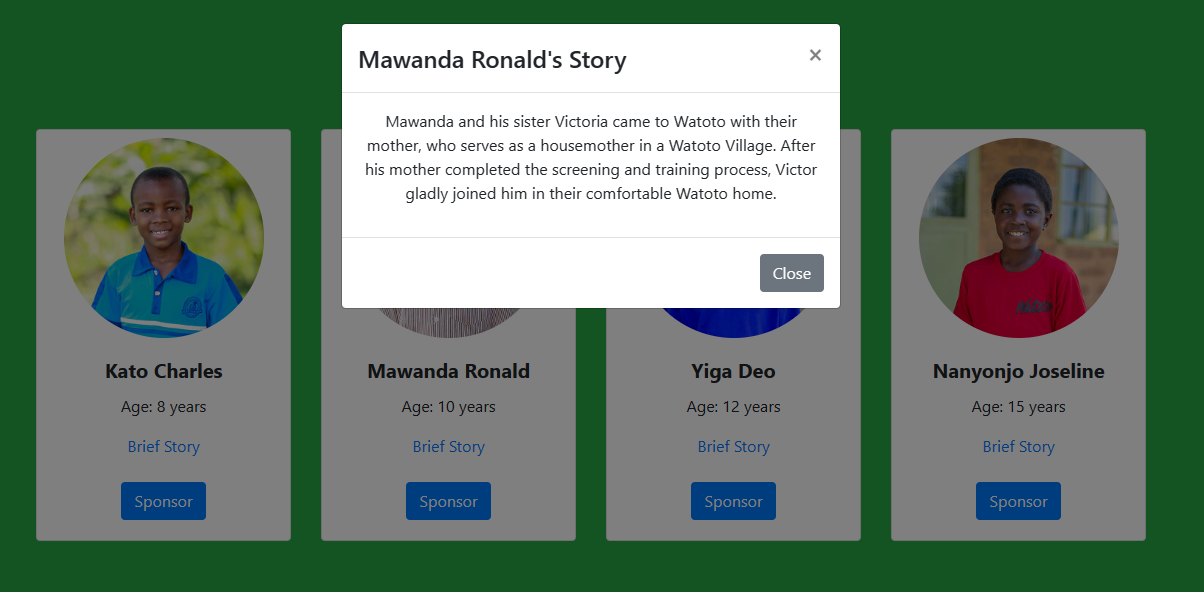 Mawanda Ronald's Story
×
Mawanda and his sister Victoria came to Watoto with their
mother, who serves as a housemother in a Watoto Village. After
his mother completed the screening and training process, Victor
gladly joined him in their comfortable Watoto home.
Close
Kato Charles
Age: 8 years
Brief Story
Sponsor
Mawanda Ronald
Age: 10 years
Brief Story
Sponsor
Yiga Deo
Age: 12 years
Brief Story
Sponsor
Nanyonjo Joseline
Age: 15 years
Brief Story
Sponsor